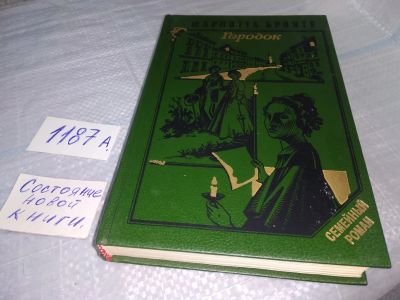 ШАРЛОТТА БРОНТЕ
Городок
1187 А
Состояние
новой
книги.
СЕМЕЙНЫЙ
РОМАН